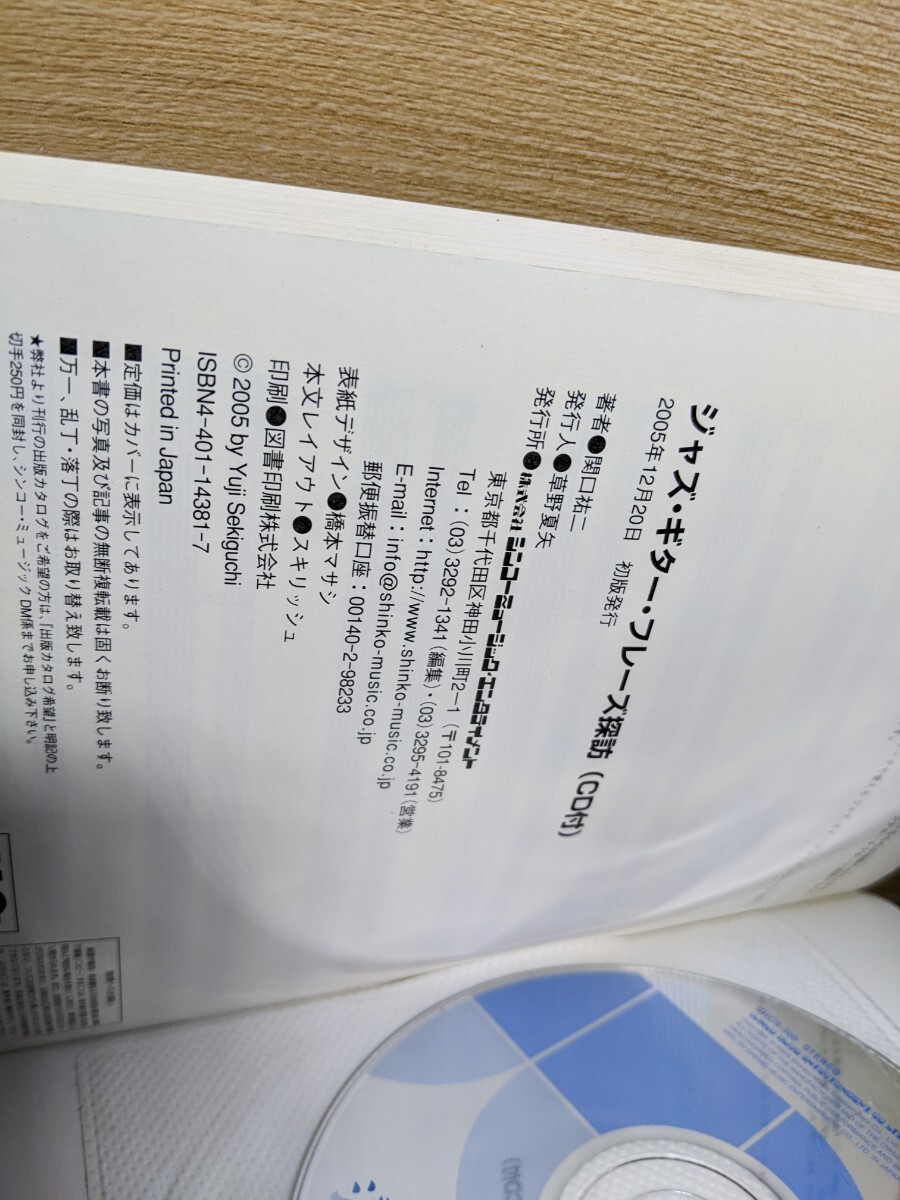 ジャズ・ギター・フレーズ探訪（CD付）
2005年12月20日　初版発行
著者●関口祐二
発行人●草野夏矢
発行所●株式会社シンコーミュージック・エンタテイメント
東京都千代田区神田小川町2－1（〒101-8475）
Tel：(03)3292-1341(編集)・(03)3295-4191(営業)
Internet：http://www.shinko-music.co.jp
E-mail：info@shinko-music.co.jp
郵便振替口座：00140-2-98233
表紙デザイン●橋本マサシ
本文レイアウト●スキリッシュ
印刷●図書印刷株式会社
© 2005 by Yuji Sekiguchi
ISBN4-401-14381-7
Printed in Japan
■定価はカバーに表示してあります。
■本書の写真及び記事の無断複転載は固くお断り致します。
■万一、乱丁・落丁の際はお取り替え致します。
★弊社より刊行の出版カタログをご希望の方は、「出版カタログ希望」と明記の上
切手250円を同封し、シンコー・ミュージックDM係までお申し込み下さい。
STEREO